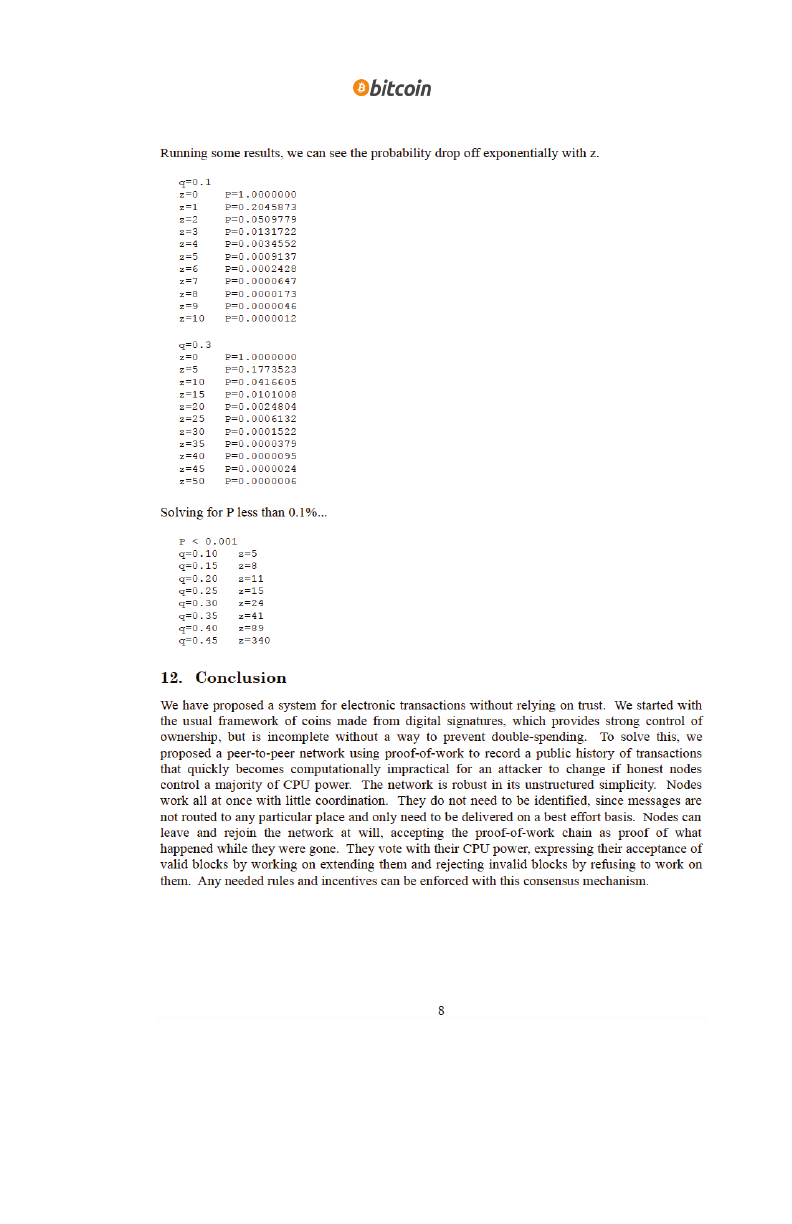 bitcoin
Running some results, we can see the probability drop off exponentially with z.
q=0.1
z=0 P=1.0000000
z=1 P=0.2045873
z=2 P=0.0509779
z=3 P=0.0131722
z=4 P=0.0034552
z=5 P=0.0009137
z=6 P=0.0002428
z=7 P=0.0000647
z=8 P=0.0000173
z=9 P=0.0000046
z=10 P=0.0000012
q=0.3
z=0 P=1.0000000
z=5 P=0.1773523
z=10 P=0.0416605
z=15 P=0.0101008
z=20 P=0.0024804
z=25 P=0.0006132
z=30 P=0.0001522
z=35 P=0.0000379
z=40 P=0.0000095
z=45 P=0.0000024
z=50 P=0.0000006
Solving for P less than 0.1%...
P < 0.001
q=0.10 z=5
q=0.15 z=8
q=0.20 z=11
q=0.25 z=15
q=0.30 z=24
q=0.35 z=41
q=0.40 z=89
q=0.45 z=340
12. Conclusion
We have proposed a system for electronic transactions without relying on trust. We started with
the usual framework of coins made from digital signatures, which provides strong control of
ownership, but is incomplete without a way to prevent double-spending. To solve this, we
proposed a peer-to-peer network using proof-of-work to record a public history of transactions
that quickly becomes computationally impractical for an attacker to change if honest nodes
control a majority of CPU power. The network is robust in its unstructured simplicity. Nodes
work all at once with little coordination. They do not need to be identified, since messages are
not routed to any particular place and only need to be delivered on a best effort basis. Nodes can
leave and rejoin the network at will, accepting the proof-of-work chain as proof of what
happened while they were gone. They vote with their CPU power, expressing their acceptance of
valid blocks by working on extending them and rejecting invalid blocks by refusing to work on
them. Any needed rules and incentives can be enforced with this consensus mechanism.
8